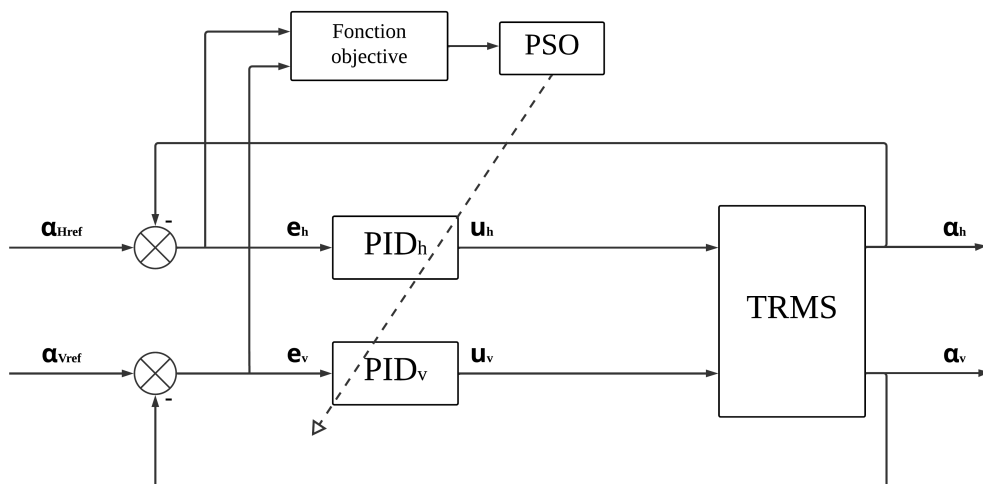 Fonction
objective
PSO
-
αHref
eh
PIDh
uh
αh
TRMS
αVref
ev
PIDv
uv
αv
-